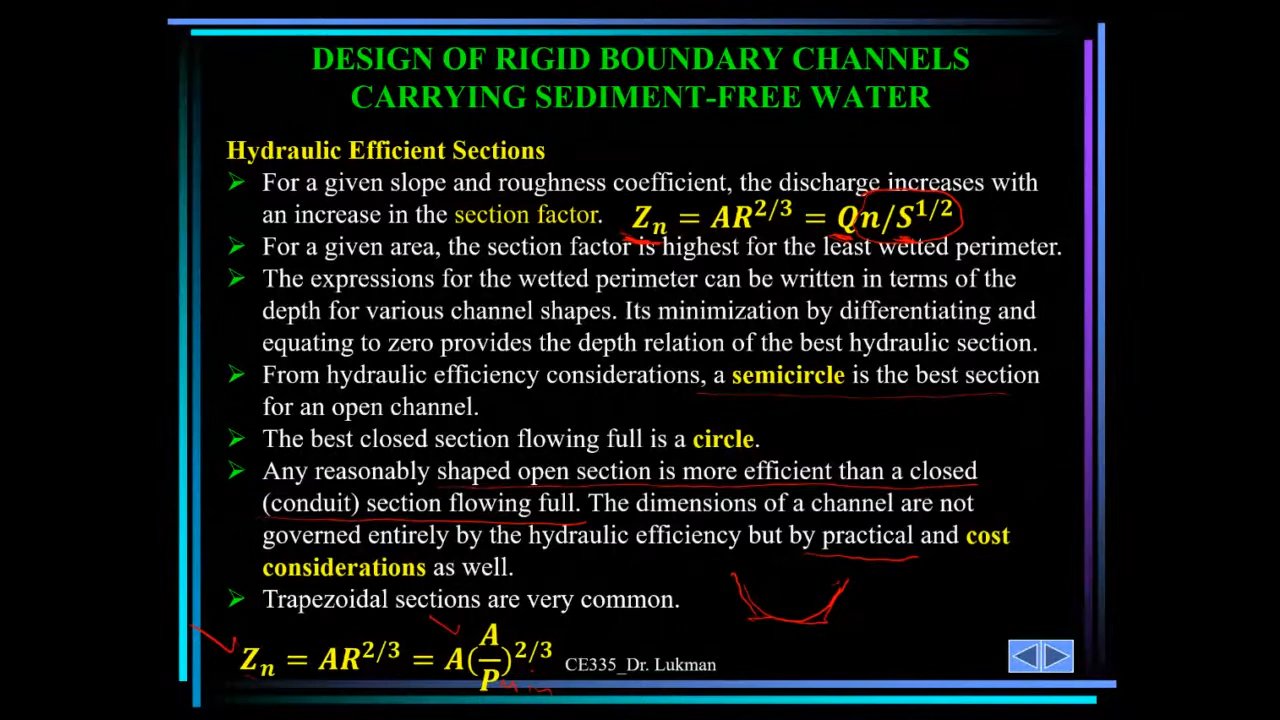 DESIGN OF RIGID BOUNDARY CHANNELS
CARRYING SEDIMENT-FREE WATER
Hydraulic Efficient Sections
➢ For a given slope and roughness coefficient, the discharge increases with
an increase in the section factor. Zₙ = AR^{2/3} = Qn/S^{1/2}
➢ For a given area, the section factor is highest for the least wetted perimeter.
➢ The expressions for the wetted perimeter can be written in terms of the
depth for various channel shapes. Its minimization by differentiating and
equating to zero provides the depth relation of the best hydraulic section.
➢ From hydraulic efficiency considerations, a semicircle is the best section
for an open channel.
➢ The best closed section flowing full is a circle.
➢ Any reasonably shaped open section is more efficient than a closed
(conduit) section flowing full. The dimensions of a channel are not
governed entirely by the hydraulic efficiency but by practical and cost
considerations as well.
➢ Trapezoidal sections are very common.
Zₙ = AR^{2/3} = A(A/P)^{2/3}
CE335_Dr. Lukman